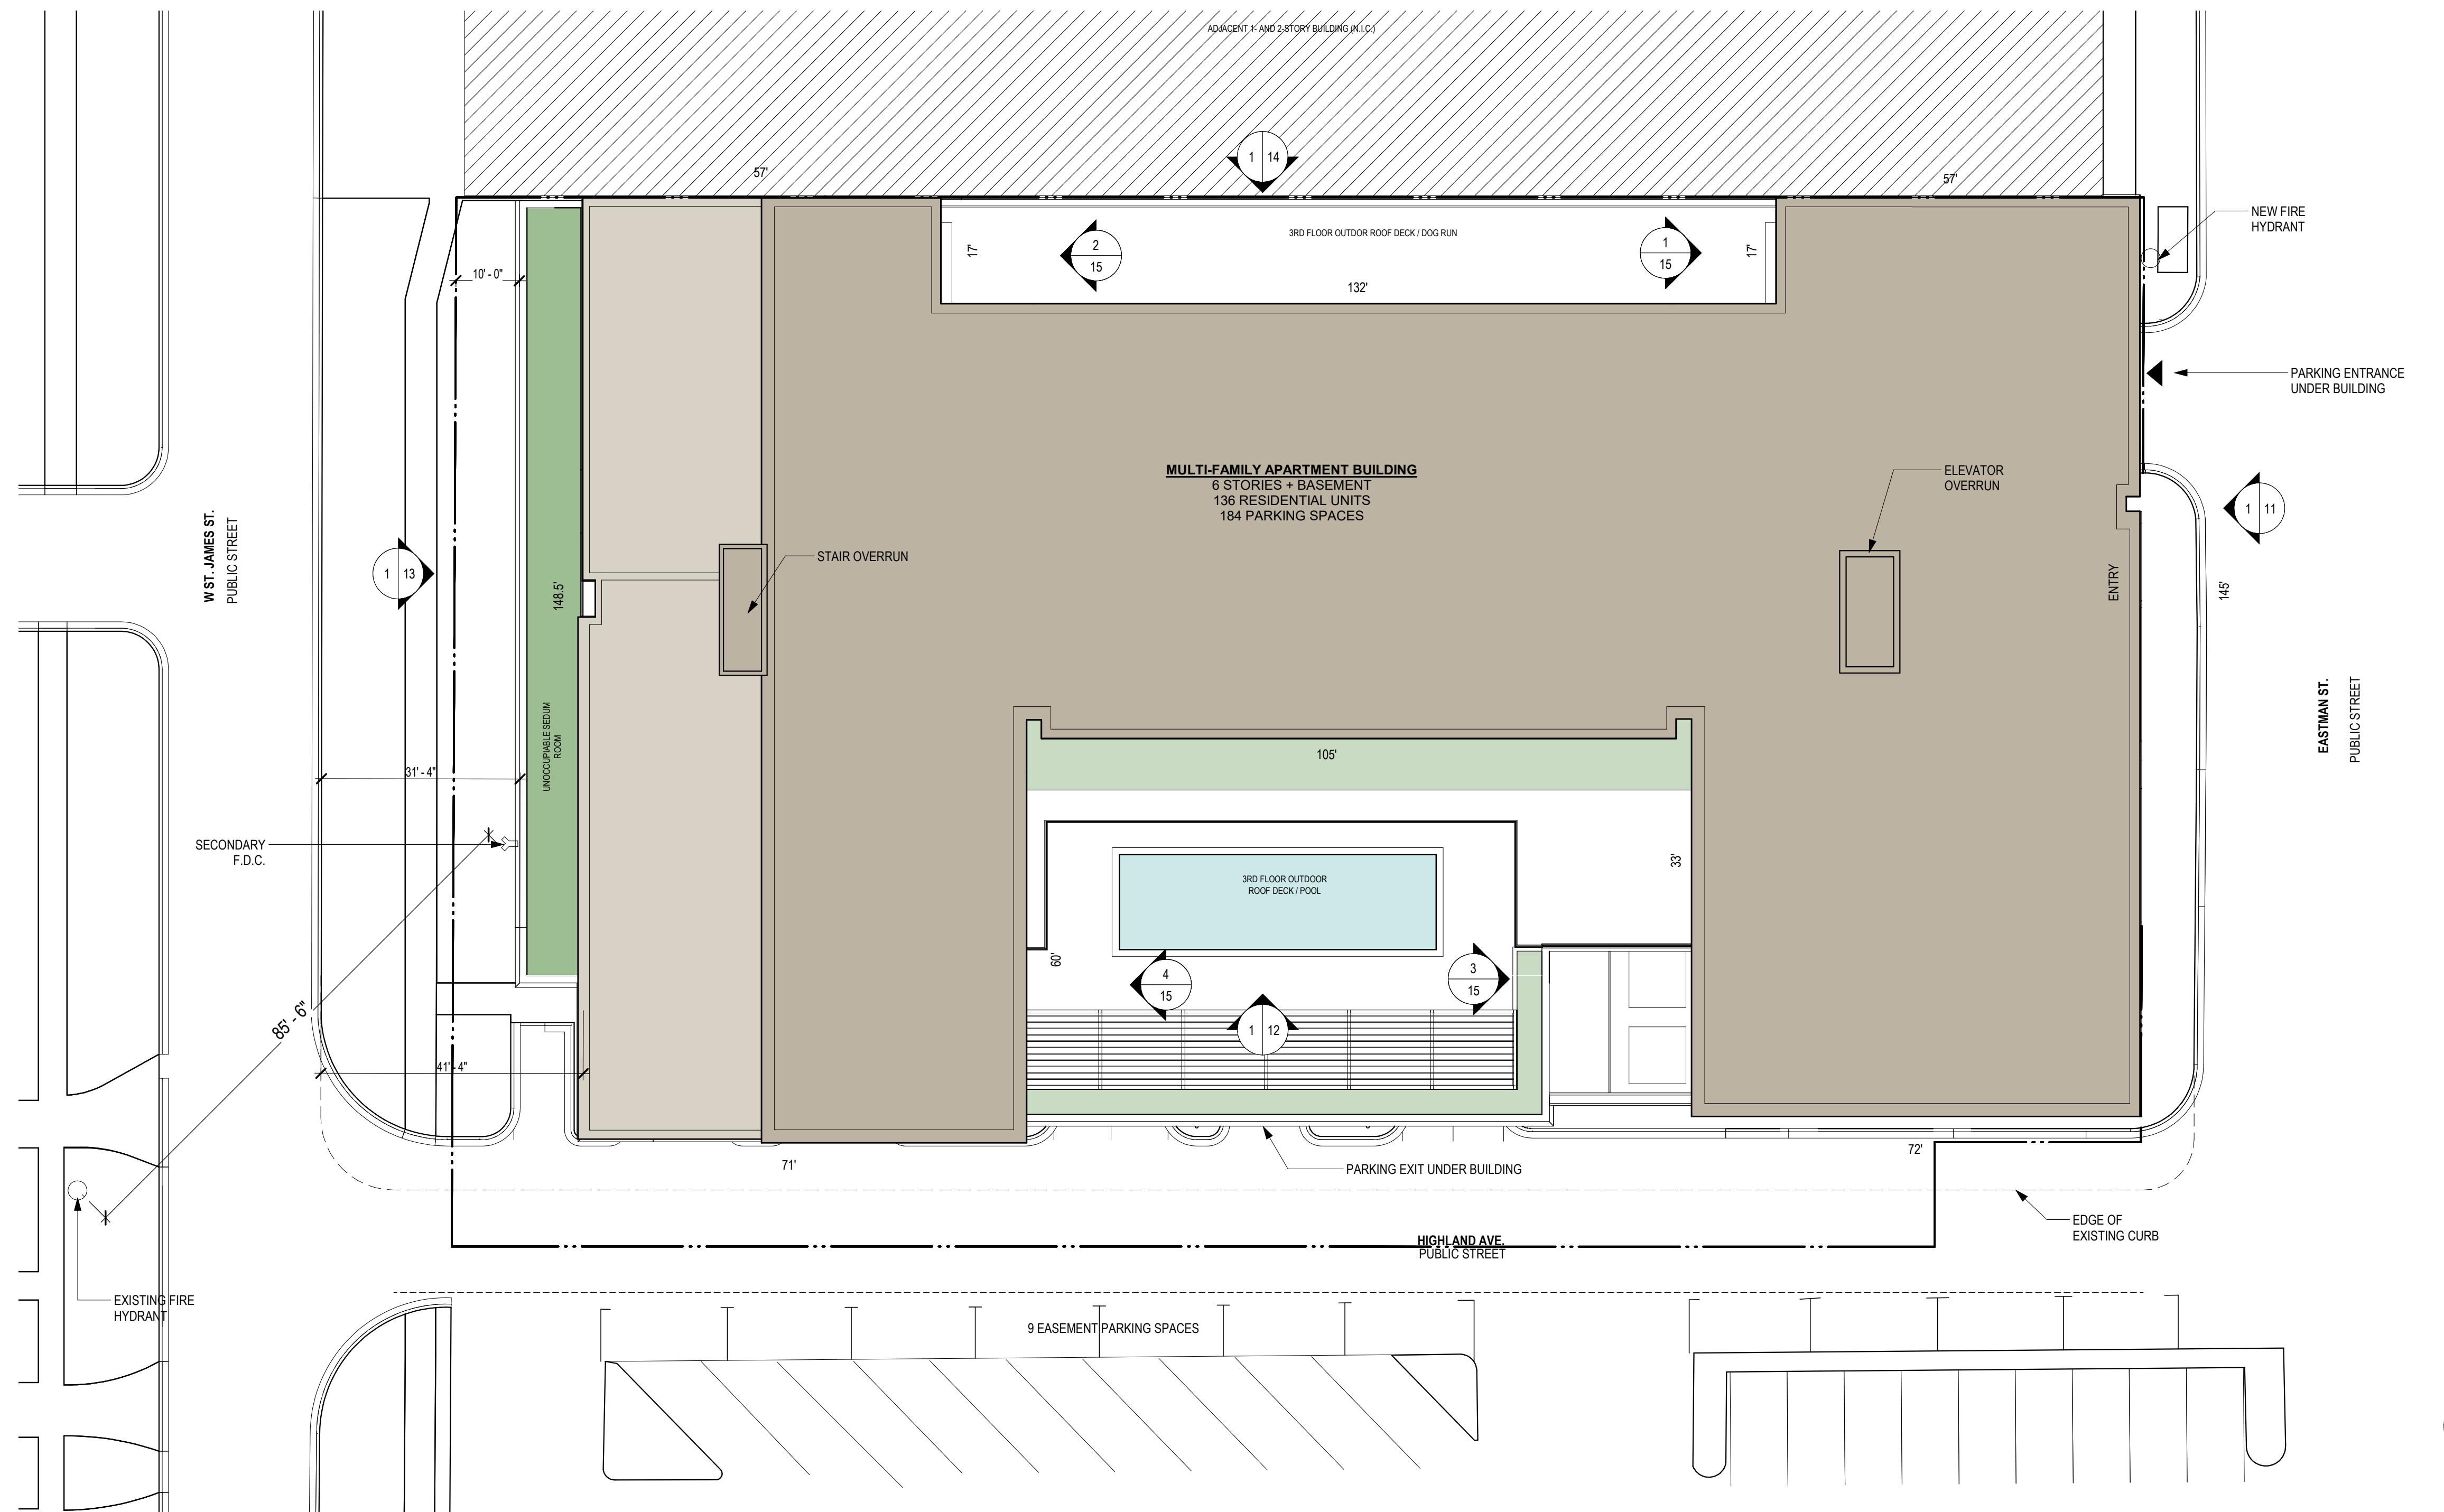 ADJACENT 1- AND 2-STORY BUILDING (N.I.C.)
1 14
57'
57'
NEW FIRE
HYDRANT
3RD FLOOR OUTDOR ROOF DECK / DOG RUN
17'
2
15
1
15
17'
132'
10' - 0"
PARKING ENTRANCE
UNDER BUILDING
MULTI-FAMILY APARTMENT BUILDING
6 STORIES + BASEMENT
136 RESIDENTIAL UNITS
184 PARKING SPACES
ELEVATOR
OVERRUN
1 11
W ST. JAMES ST.
PUBLIC STREET
1 13
148.5'
STAIR OVERRUN
ENTRY
145'
UNOCCUPIABLE SEDUM
ROOM
EASTMAN ST.
PUBLIC STREET
105'
31' - 4"
SECONDARY
F.D.C.
33'
3RD FLOOR OUTDOOR
ROOF DECK / POOL
60'
4
15
3
15
1 12
85' - 6"
41' - 4"
71'
PARKING EXIT UNDER BUILDING
72'
EDGE OF
EXISTING CURB
HIGHLAND AVE.
PUBLIC STREET
EXISTING FIRE
HYDRANT
9 EASEMENT PARKING SPACES